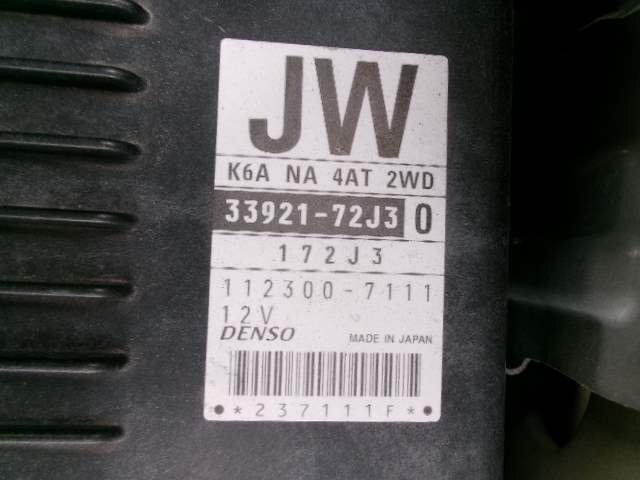 JW
K6A NA 4AT 2WD
33921-72J3 0
172J3
112300-7111
12V
DENSO MADE IN JAPAN
*237111F*